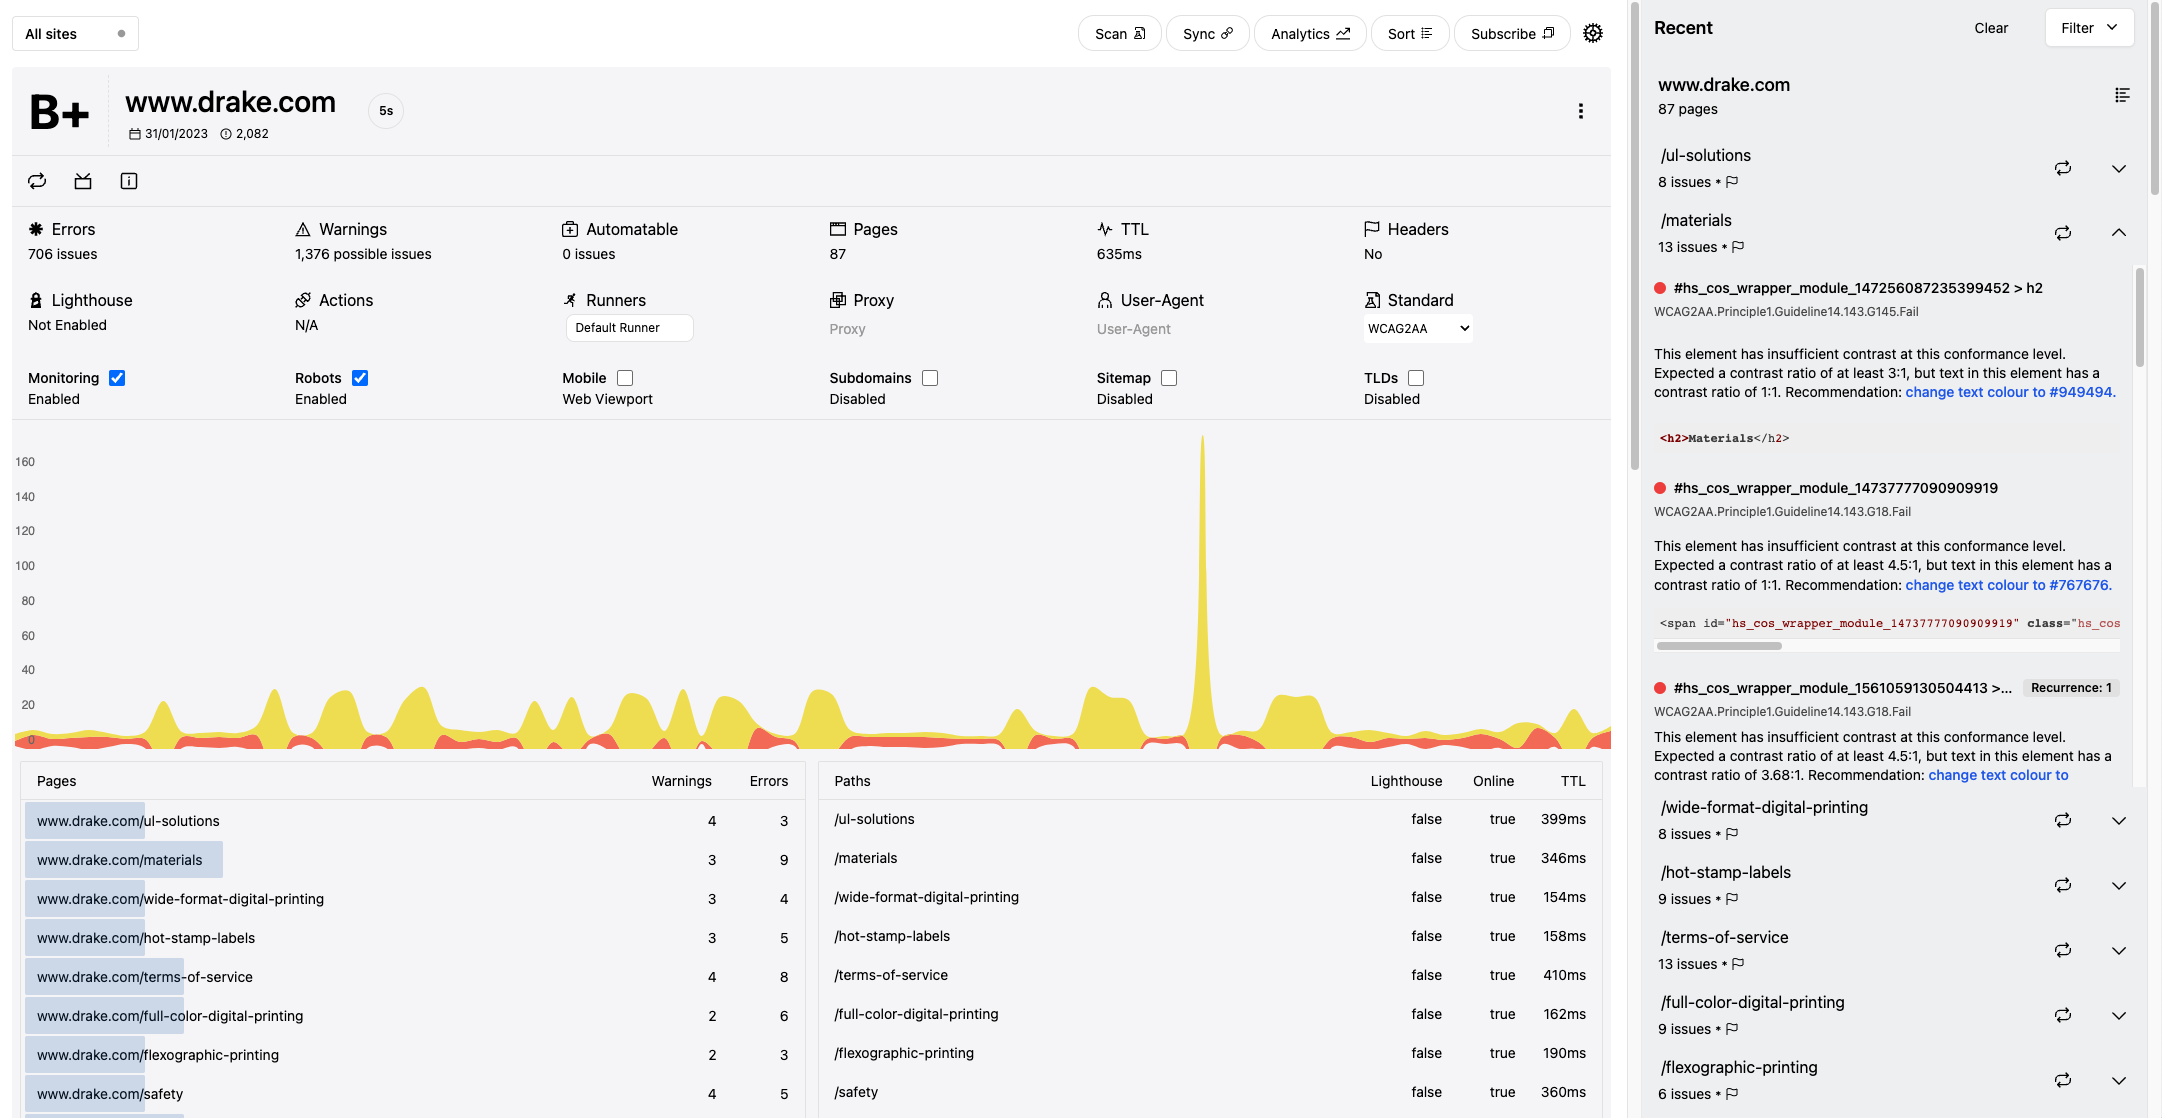 All sites
Scan
Sync
Analytics
Sort
Subscribe
B+
www.drake.com
5s
31/01/2023 2,082
Errors
706 issues
Warnings
1,376 possible issues
Automatable
0 issues
Pages
87
TTL
635ms
Headers
No
Lighthouse
Not Enabled
Actions
N/A
Runners
Default Runner
Proxy
Proxy
User-Agent
User-Agent
Standard
WCAG2AA
Monitoring
Enabled
Robots
Enabled
Mobile
Web Viewport
Subdomains
Disabled
Sitemap
Disabled
TLDs
Disabled
160
140
120
100
80
60
40
20
0
Pages Warnings Errors
www.drake.com/ul-solutions 4 3
www.drake.com/materials 3 9
www.drake.com/wide-format-digital-printing 3 4
www.drake.com/hot-stamp-labels 3 5
www.drake.com/terms-of-service 4 8
www.drake.com/full-color-digital-printing 2 6
www.drake.com/flexographic-printing 2 3
www.drake.com/safety 4 5
Paths Lighthouse Online TTL
/ul-solutions false true 399ms
/materials false true 346ms
/wide-format-digital-printing false true 154ms
/hot-stamp-labels false true 158ms
/terms-of-service false true 410ms
/full-color-digital-printing false true 162ms
/flexographic-printing false true 190ms
/safety false true 360ms
Recent Clear Filter
www.drake.com
87 pages
/ul-solutions
8 issues •
/materials
13 issues •
#hs_cos_wrapper_module_147256087235399452 > h2
WCAG2AA.Principle1.Guideline14.143.G145.Fail
This element has insufficient contrast at this conformance level.
Expected a contrast ratio of at least 3:1, but text in this element has a
contrast ratio of 1:1. Recommendation: change text colour to #949494.
<h2>Materials</h2>
#hs_cos_wrapper_module_14737777090909919
WCAG2AA.Principle1.Guideline14.143.G18.Fail
This element has insufficient contrast at this conformance level.
Expected a contrast ratio of at least 4.5:1, but text in this element has a
contrast ratio of 1:1. Recommendation: change text colour to #767676.
<span id="hs_cos_wrapper_module_14737777090909919" class="hs_cos
#hs_cos_wrapper_module_1561059130504413 >... Recurrence: 1
WCAG2AA.Principle1.Guideline14.143.G18.Fail
This element has insufficient contrast at this conformance level.
Expected a contrast ratio of at least 4.5:1, but text in this element has a
contrast ratio of 3.68:1. Recommendation: change text colour to
/wide-format-digital-printing
8 issues •
/hot-stamp-labels
9 issues •
/terms-of-service
13 issues •
/full-color-digital-printing
9 issues •
/flexographic-printing
6 issues •